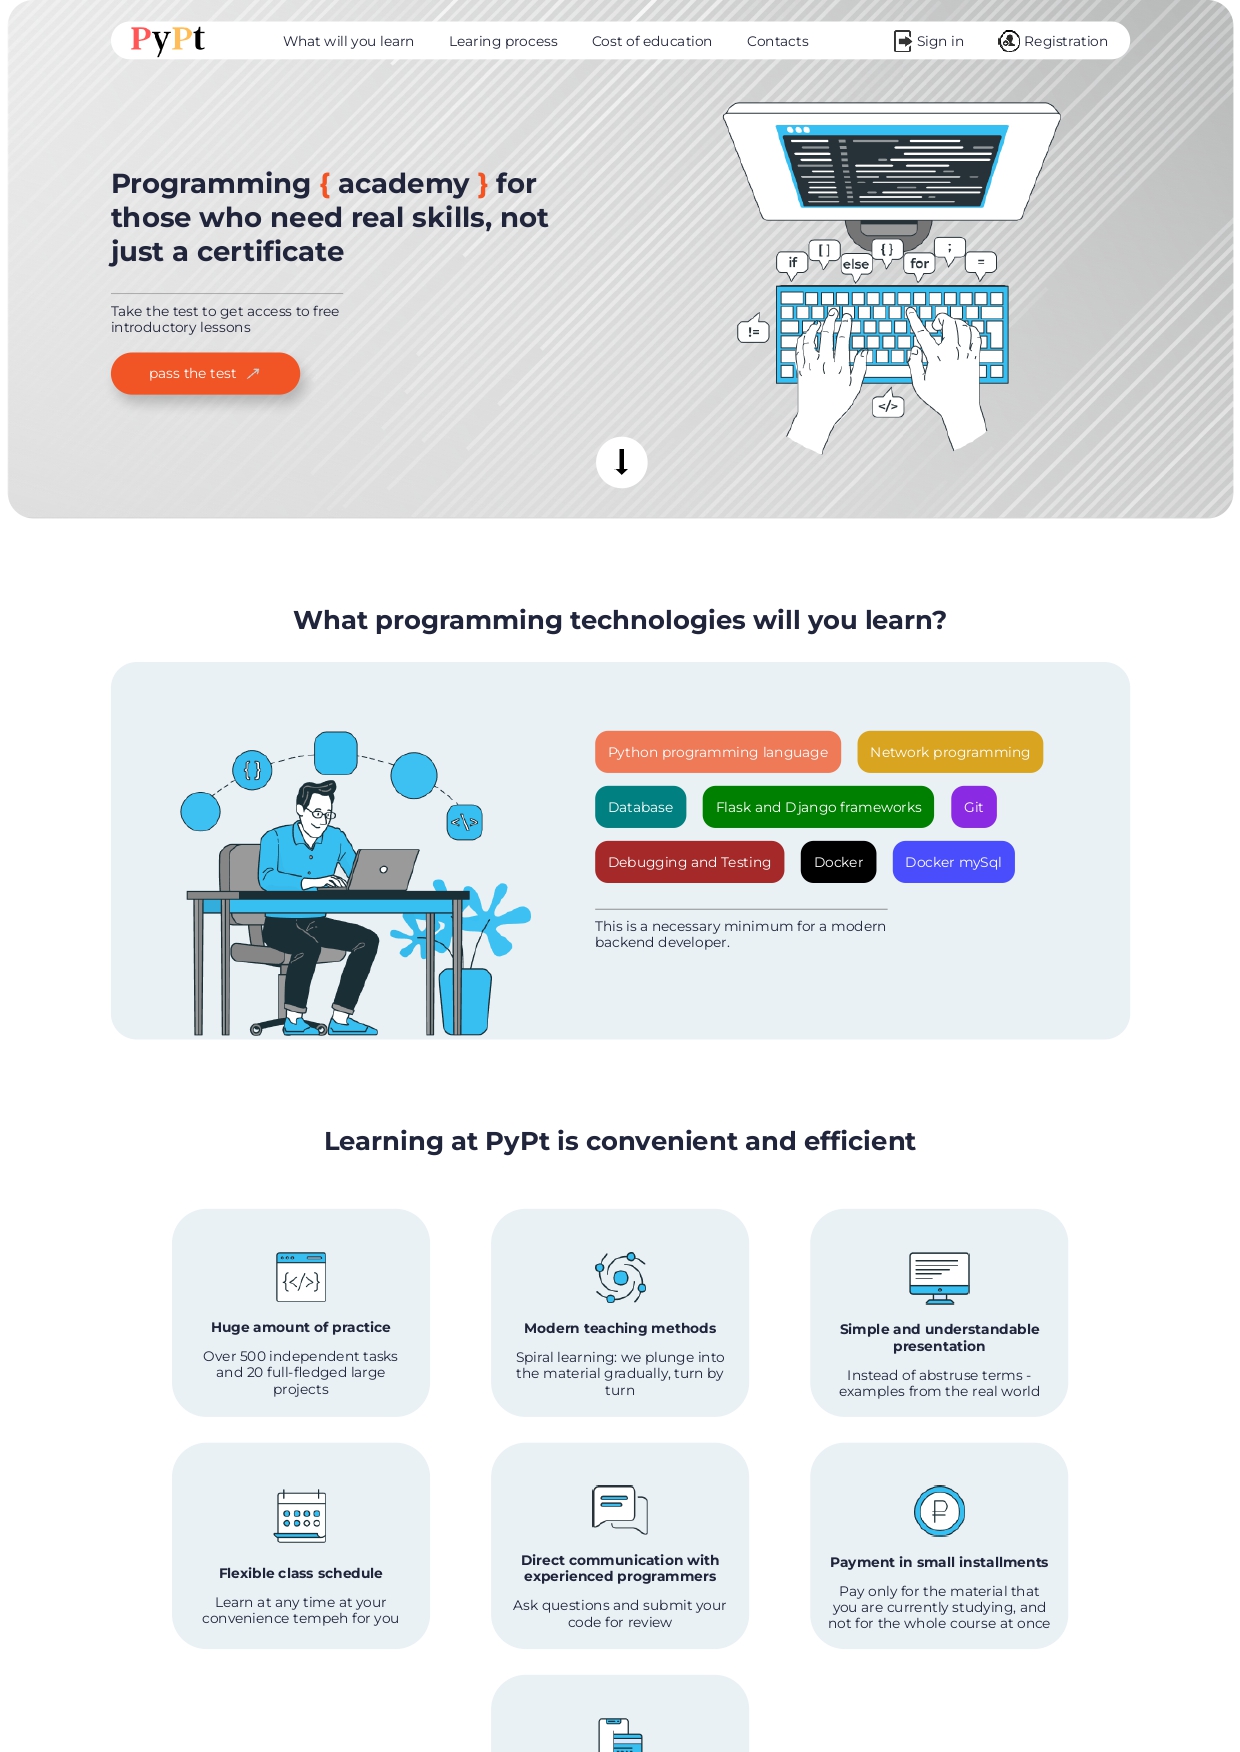 PyPt
What will you learn
Learing process
Cost of education
Contacts
Sign in
Registration
Programming { academy } for
those who need real skills, not
just a certificate
Take the test to get access to free
introductory lessons
pass the test
if
[ ]
else
{ }
for
;
=
!=
</>
What programming technologies will you learn?
{ }
<\>
Python programming language
Network programming
Database
Flask and Django frameworks
Git
Debugging and Testing
Docker
Docker mySql
This is a necessary minimum for a modern
backend developer.
Learning at PyPt is convenient and efficient
{</>}
Huge amount of practice
Over 500 independent tasks
and 20 full-fledged large
projects
Modern teaching methods
Spiral learning: we plunge into
the material gradually, turn by
turn
Simple and understandable
presentation
Instead of abstruse terms -
examples from the real world
Flexible class schedule
Learn at any time at your
convenience tempeh for you
Direct communication with
experienced programmers
Ask questions and submit your
code for review
₽
Payment in small installments
Pay only for the material that
you are currently studying, and
not for the whole course at once